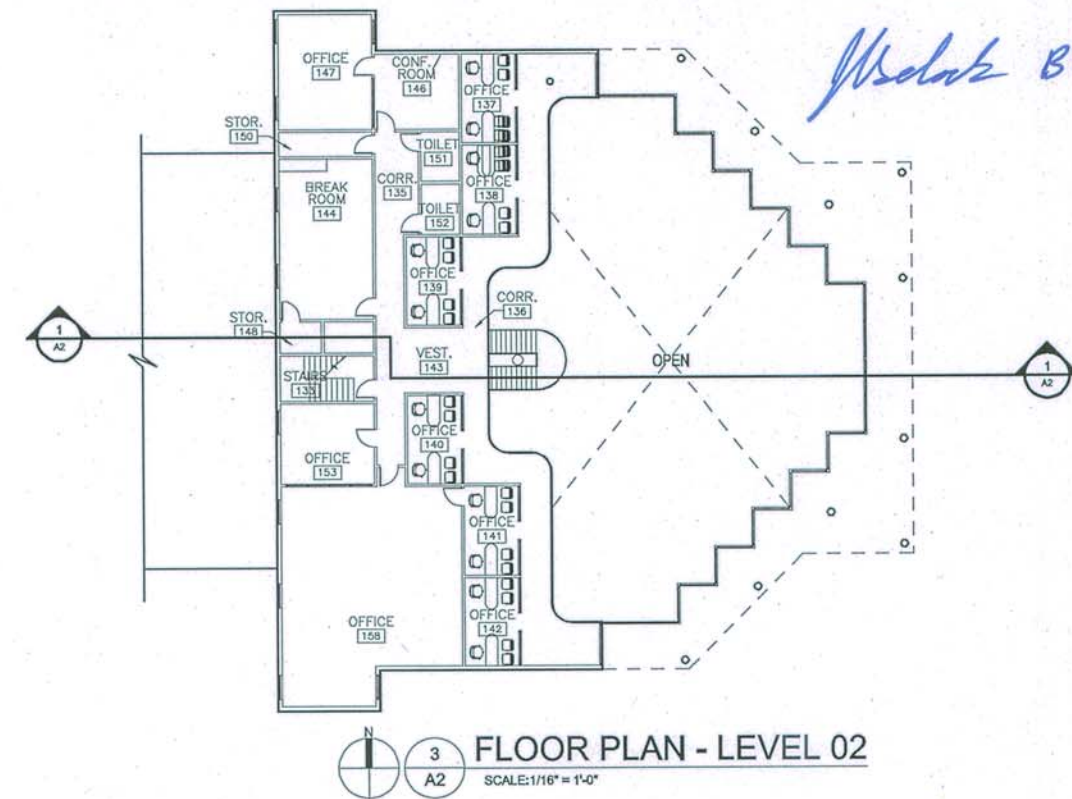 B
OFFICE
147
CONF.
ROOM
146
OFFICE
137
STOR.
150
TOILET
151
CORR.
135
OFFICE
138
BREAK
ROOM
144
TOILET
152
OFFICE
139
CORR.
136
STOR.
148
1
A2
VEST.
143
OPEN
1
A2
STAIRS
133
OFFICE
140
OFFICE
153
OFFICE
141
OFFICE
142
OFFICE
158
N
3
A2
FLOOR PLAN - LEVEL 02
SCALE:1/16" = 1'-0"